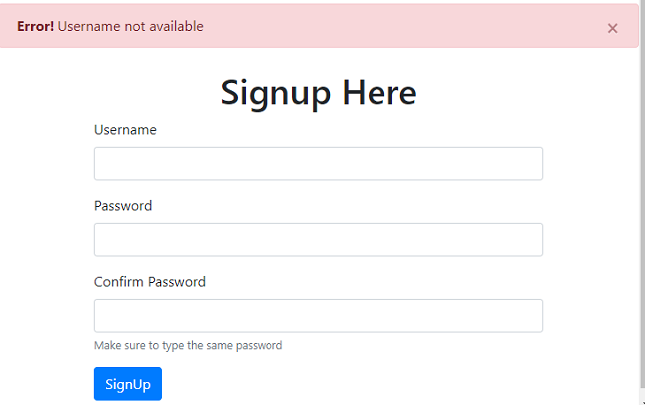 Error! Username not available ×
Signup Here
Username
Password
Confirm Password
Make sure to type the same password
SignUp